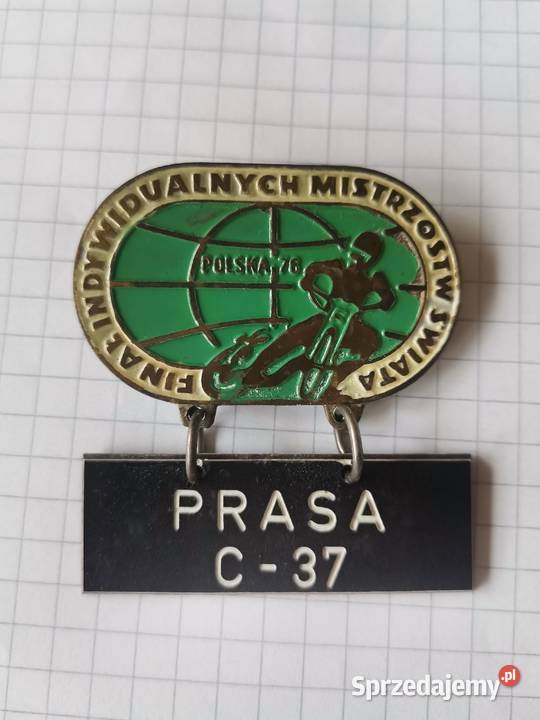 FINAŁ INDYWIDUALNYCH MISTRZOSTW ŚWIATA
POLSKA 76
PRASA
C-37
Sprzedajemy.pl